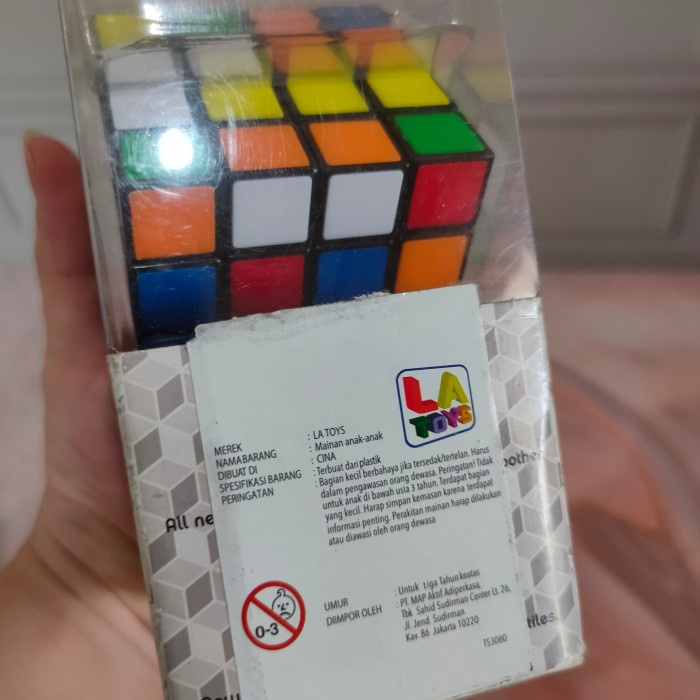 LA
TOYS
MEREK : LA TOYS
NAMABARANG : Mainan anak-anak
DIBUAT DI : CINA
SPESIFIKASI BARANG : Terbuat dari plastik
PERINGATAN : Bagian kecil berbahaya jika tersedak/tertelan. Harus
dalam pengawasan orang dewasa. Peringatan! Tidak
untuk anak di bawah usia 3 tahun. Terdapat bagian
yang kecil. Harap simpan kemasan karena terdapat
informasi penting. Perakitan mainan harap dilakukan
atau diawasi oleh orang dewasa
All ne
0-3
UMUR : Untuk tiga Tahun keatas
DIIMPOR OLEH : PT. MAP Aktif Adiperkasa,
Tbk Sahid Sudirman Center Lt. 26,
Jl. Jend. Sudirman
Kav. 86 Jakarta 10220
TS3080
tiles